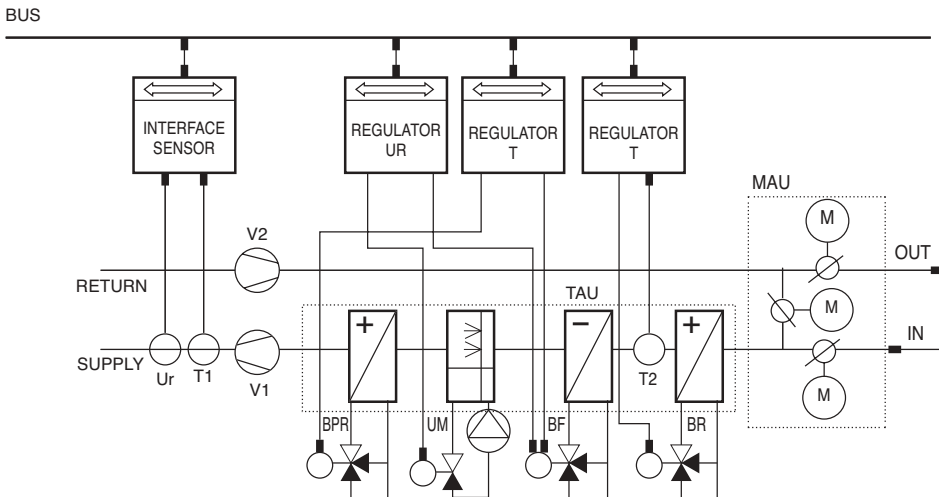 BUS
INTERFACE
SENSOR
REGULATOR
UR
REGULATOR
T
REGULATOR
T
MAU
M
V2
OUT
RETURN
TAU
M
+
−
+
IN
SUPPLY
Ur
T1
V1
T2
M
BPR
UM
BF
BR